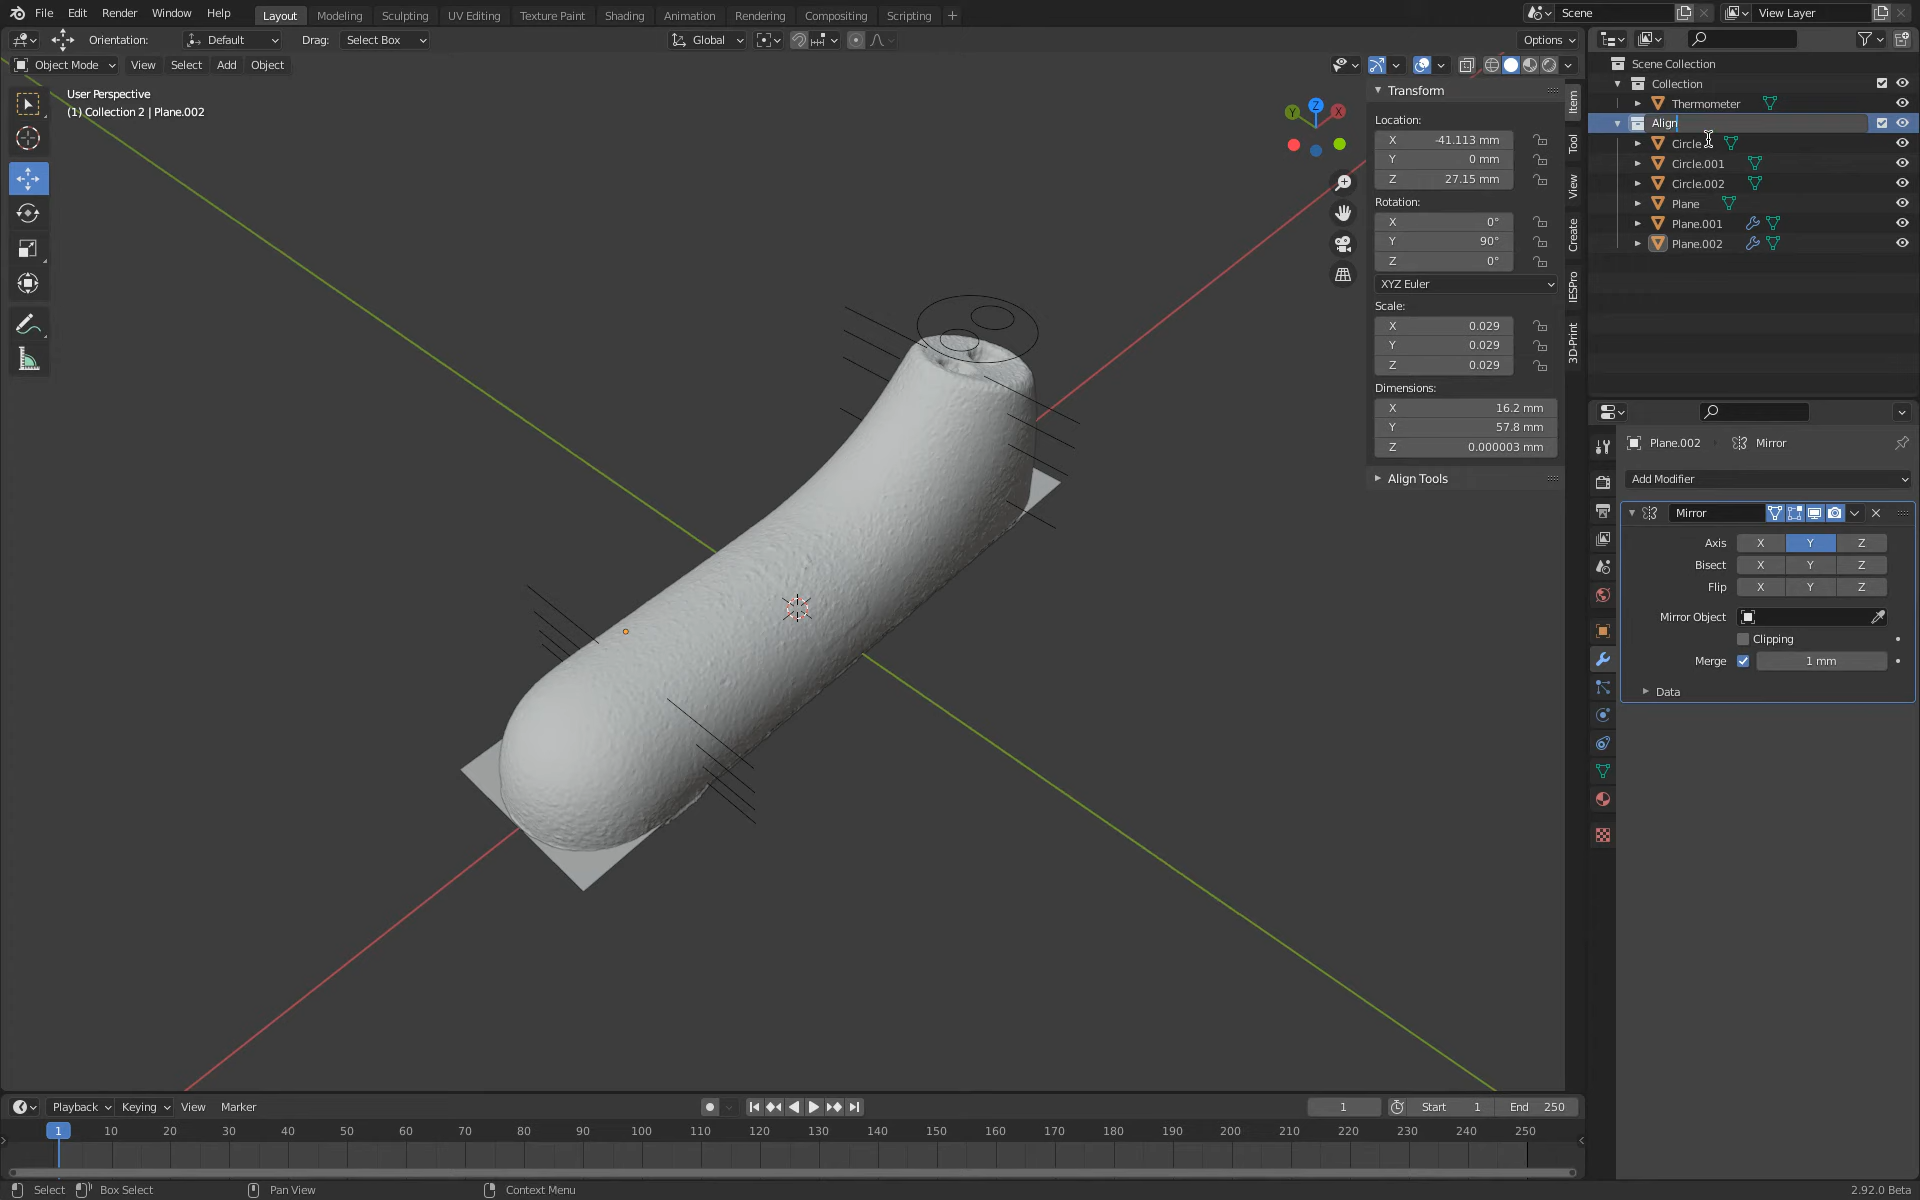 File Edit Render Window Help Layout Modeling Sculpting UV Editing Texture Paint Shading Animation Rendering Compositing Scripting + Scene View Layer
Orientation: Default Drag: Select Box Global Options
Object Mode View Select Add Object
User Perspective
(1) Collection 2 | Plane.002
Z
Y
X
Transform
Location:
X -41.113 mm
Y 0 mm
Z 27.15 mm
Rotation:
X 0°
Y 90°
Z 0°
XYZ Euler
Scale:
X 0.029
Y 0.029
Z 0.029
Dimensions:
X 16.2 mm
Y 57.8 mm
Z 0.000003 mm
Align Tools
Item
Tool
View
Create
IESPro
3D-Print
Scene Collection
Collection
Thermometer
Align
Circle
Circle.001
Circle.002
Plane
Plane.001
Plane.002
Plane.002 Mirror
Add Modifier
Mirror
Axis X Y Z
Bisect X Y Z
Flip X Y Z
Mirror Object
Clipping
Merge 1 mm
Data
Playback Keying View Marker 1 Start 1 End 250
1 10 20 30 40 50 60 70 80 90 100 110 120 130 140 150 160 170 180 190 200 210 220 230 240 250
Select Box Select Pan View Context Menu 2.92.0 Beta